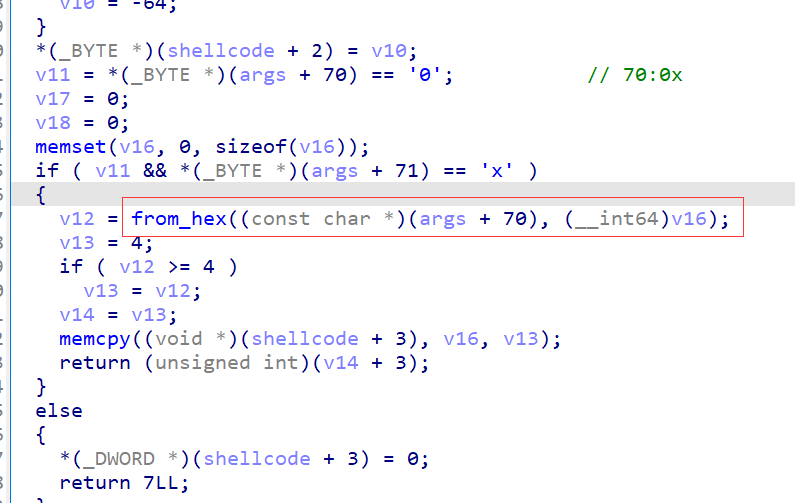 v10 = -64;
}
*(_BYTE *)(shellcode + 2) = v10;
v11 = *(_BYTE *)(args + 70) == '0'; // 70:0x
v17 = 0;
v18 = 0;
memset(v16, 0, sizeof(v16));
if ( v11 && *(_BYTE *)(args + 71) == 'x' )
{
v12 = from_hex((const char *)(args + 70), (__int64)v16);
v13 = 4;
if ( v12 >= 4 )
v13 = v12;
v14 = v13;
memcpy((void *)(shellcode + 3), v16, v13);
return (unsigned int)(v14 + 3);
}
else
{
*(_DWORD *)(shellcode + 3) = 0;
return 7LL;